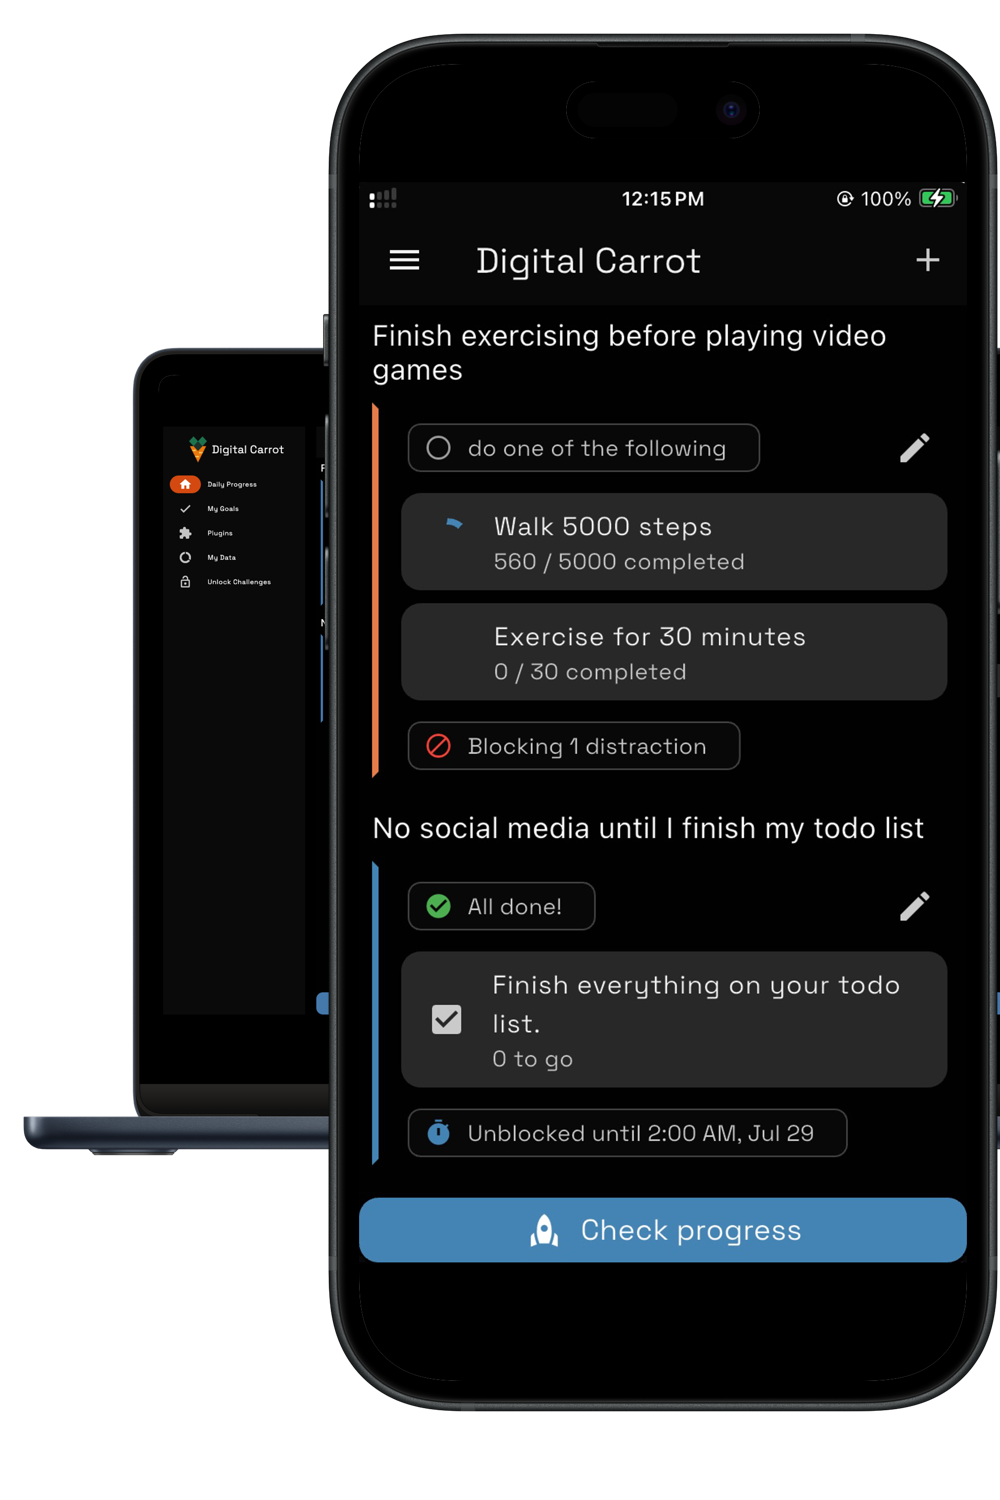 12:15 PM
100%
Digital Carrot
Finish exercising before playing video
games
do one of the following
Walk 5000 steps
560 / 5000 completed
Exercise for 30 minutes
0 / 30 completed
Blocking 1 distraction
No social media until I finish my todo list
All done!
Finish everything on your todo
list.
0 to go
Unblocked until 2:00 AM, Jul 29
Check progress
Digital Carrot
Daily Progress
My Goals
Plugins
My Data
Unlock Challenges